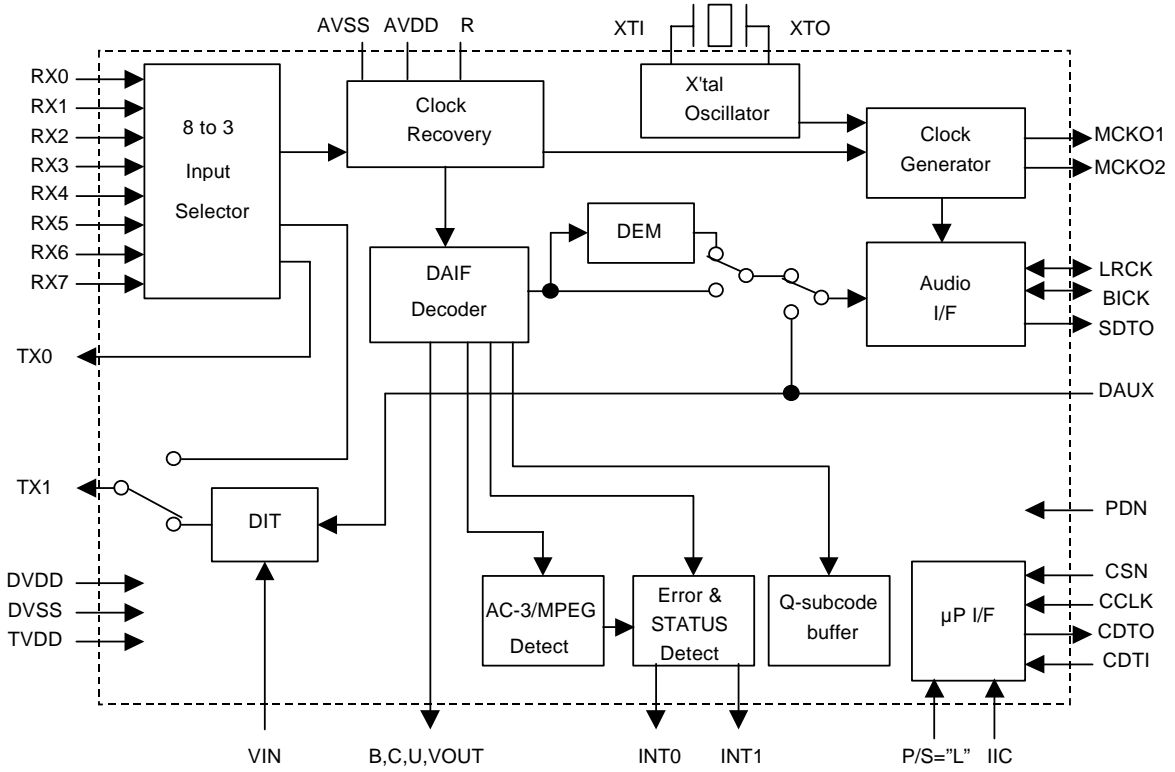 AVSS AVDD R
XTI XTO
RX0
RX1
RX2
RX3
RX4
RX5
RX6
RX7
8 to 3
Input
Selector
Clock
Recovery
X'tal
Oscillator
Clock
Generator
MCKO1
MCKO2
DEM
DAIF
Decoder
Audio
I/F
LRCK
BICK
SDTO
TX0
DAUX
TX1
DIT
PDN
DVDD
DVSS
TVDD
AC-3/MPEG
Detect
Error &
STATUS
Detect
Q-subcode
buffer
µP I/F
CSN
CCLK
CDTO
CDTI
VIN
B,C,U,VOUT
INT0
INT1
P/S=”L”
IIC